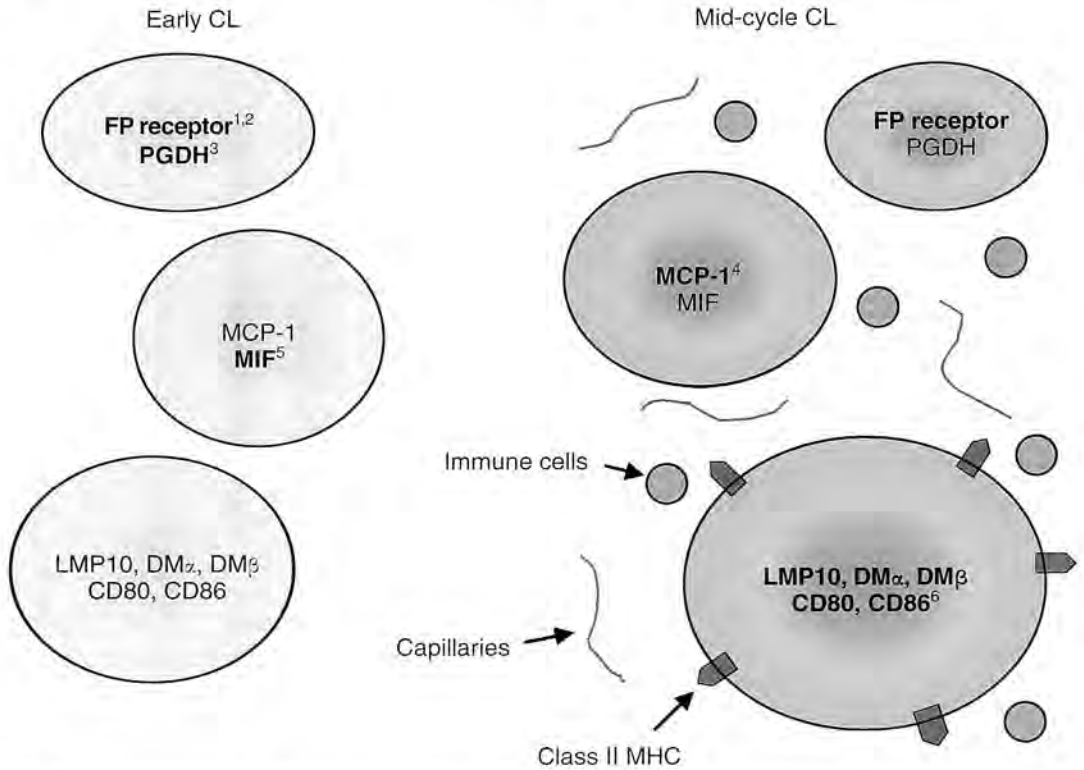 Early CL
FP receptor1,2
PGDH3
MCP-1
MIF5
LMP10, DMα, DMβ
CD80, CD86
Mid-cycle CL
FP receptor
PGDH
MCP-14
MIF
Immune cells
LMP10, DMα, DMβ
CD80, CD866
Capillaries
Class II MHC